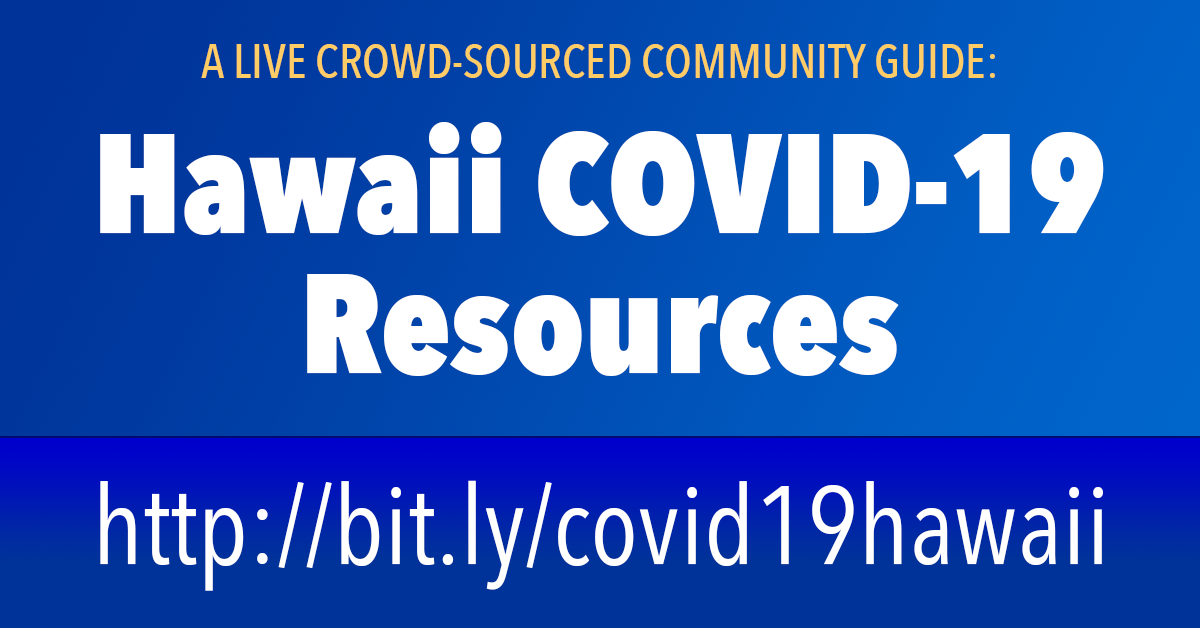 A LIVE CROWD-SOURCED COMMUNITY GUIDE:
Hawaii COVID-19
Resources
http://bit.ly/covid19hawaii